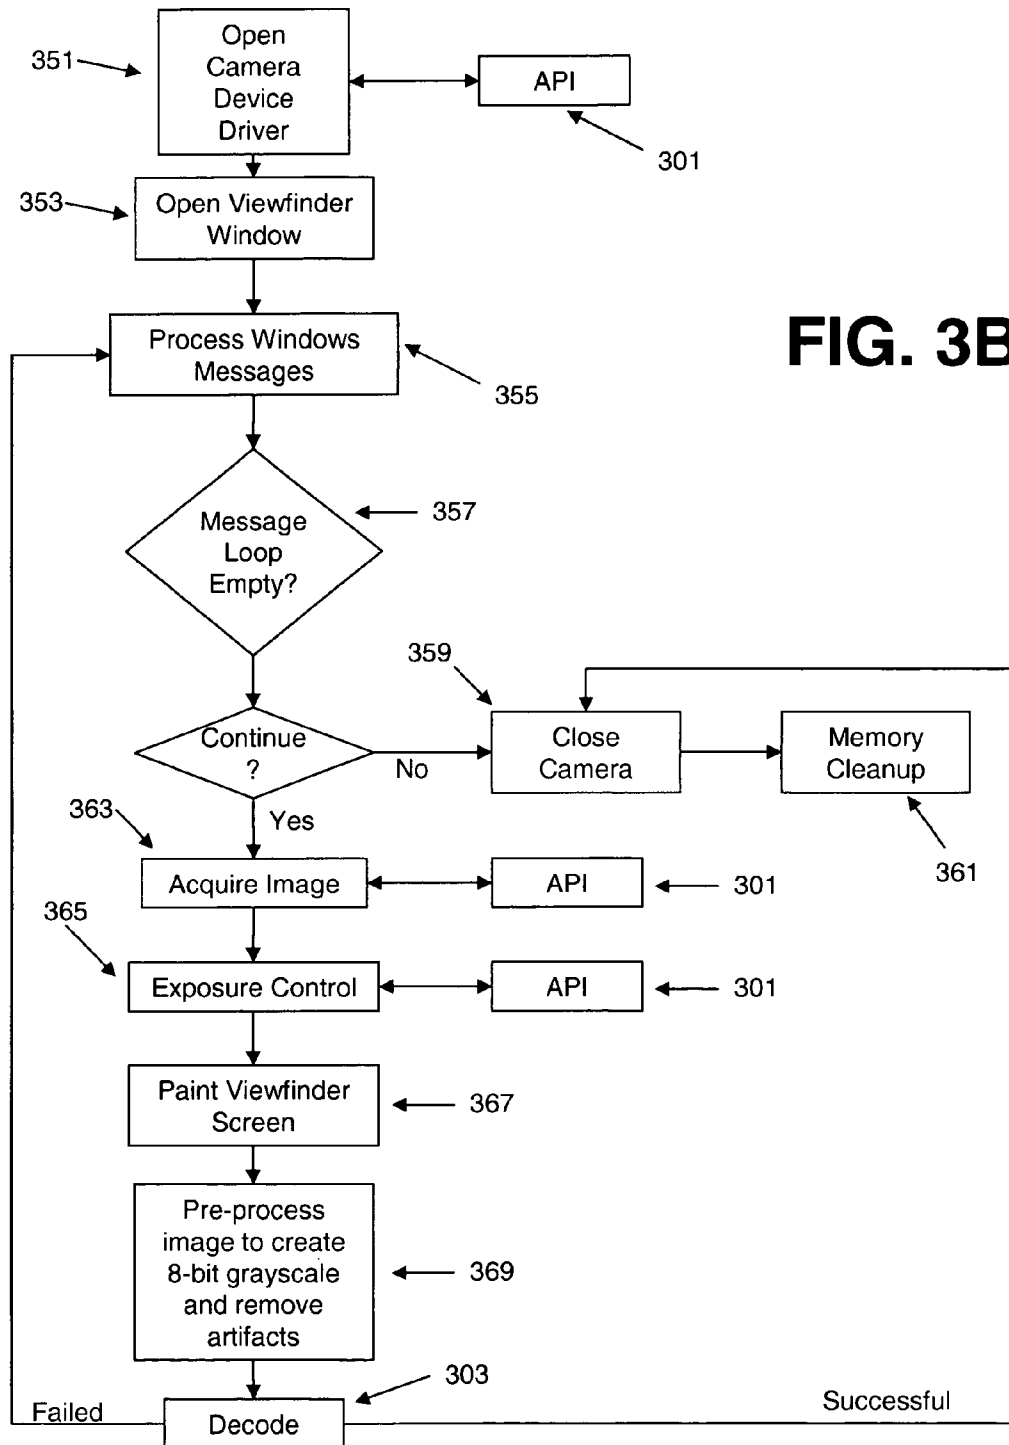 Open
Camera
Device
Driver
351
API
301
353
Open Viewfinder
Window
FIG. 3B
Process Windows
Messages
355
Message
Loop
Empty?
357
359
Continue
?
No
Close
Camera
Memory
Cleanup
361
Yes
363
Acquire Image
API
301
365
Exposure Control
API
301
Paint Viewfinder
Screen
367
Pre-process
image to create
8-bit grayscale
and remove
artifacts
369
303
Failed
Decode
Successful